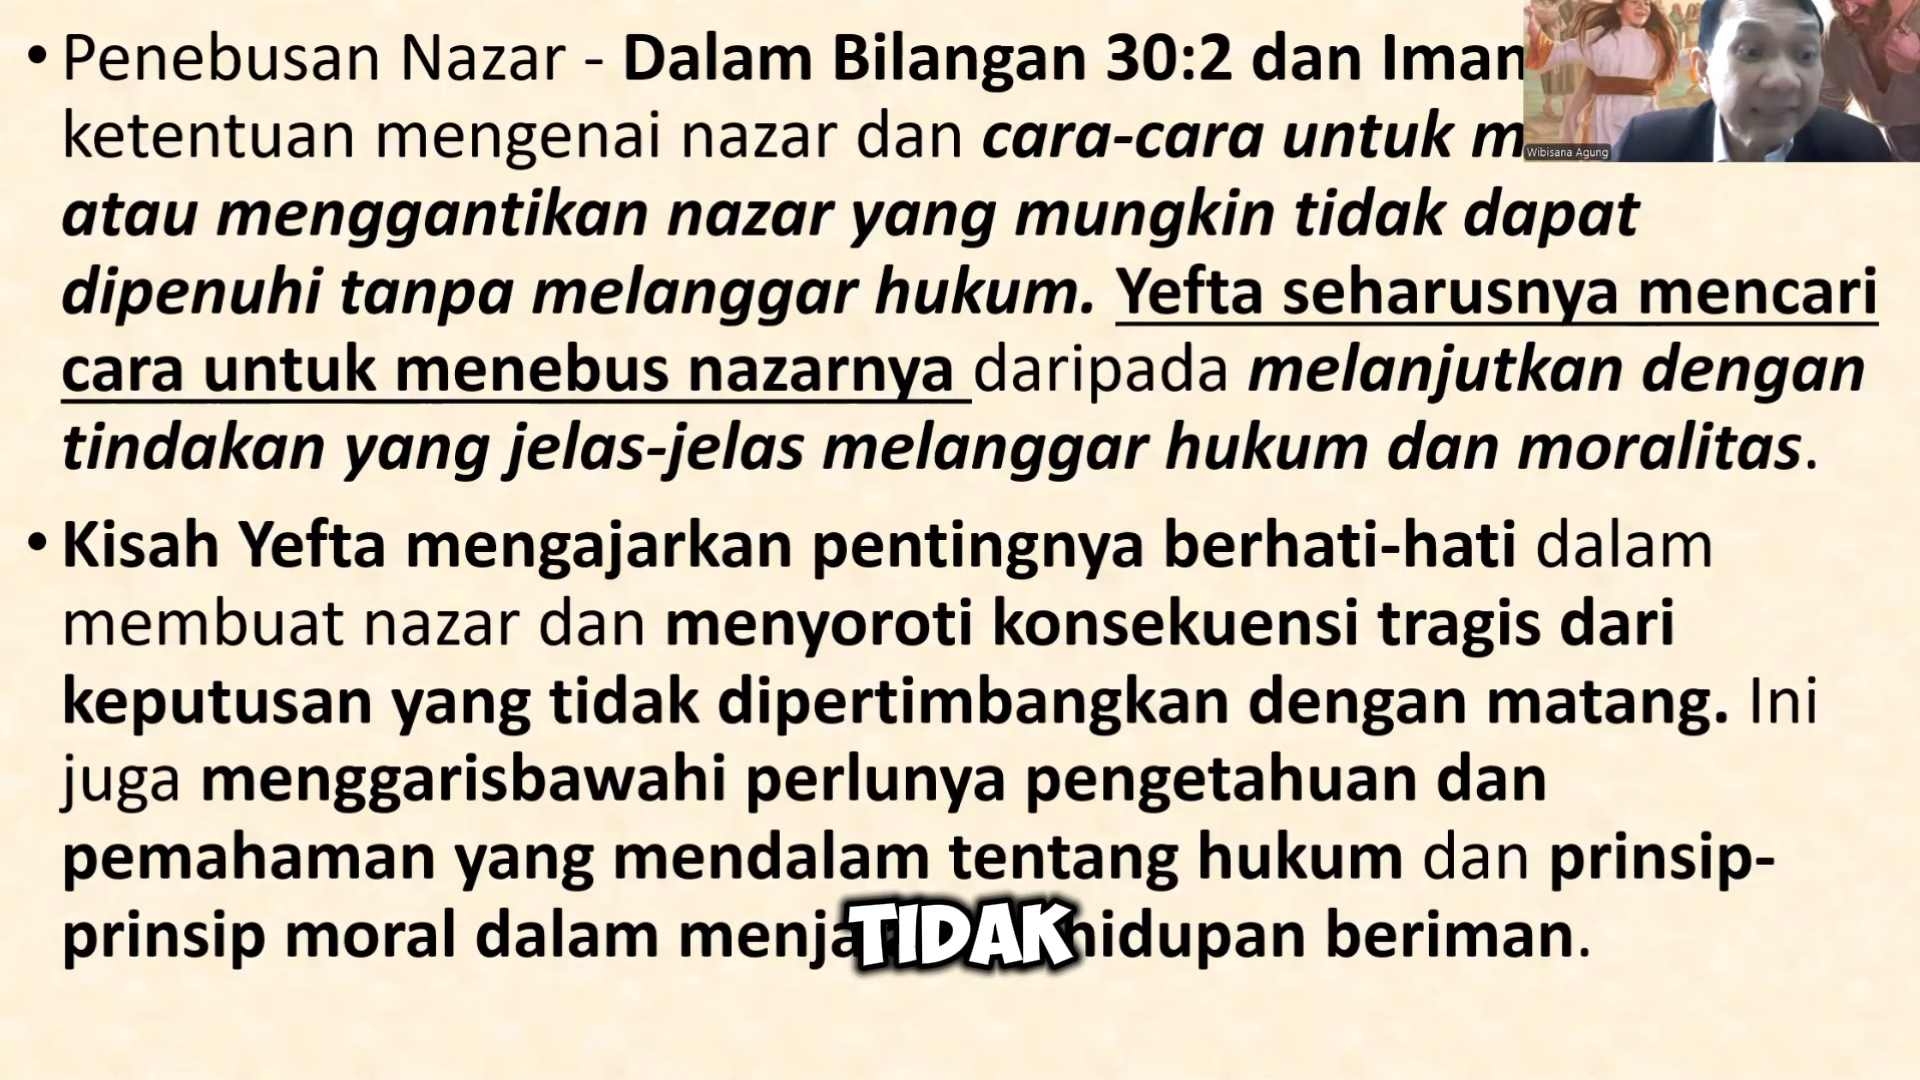 • Penebusan Nazar - Dalam Bilangan 30:2 dan Iman
ketentuan mengenai nazar dan cara-cara untuk
atau menggantikan nazar yang mungkin tidak dapat
dipenuhi tanpa melanggar hukum. Yefta seharusnya mencari
cara untuk menebus nazarnya daripada melanjutkan dengan
tindakan yang jelas-jelas melanggar hukum dan moralitas.
• Kisah Yefta mengajarkan pentingnya berhati-hati dalam
membuat nazar dan menyoroti konsekuensi tragis dari
keputusan yang tidak dipertimbangkan dengan matang. Ini
juga menggarisbawahi perlunya pengetahuan dan
pemahaman yang mendalam tentang hukum dan prinsip-
prinsip moral dalam beriman.
TIDAK
Wibisana Agung